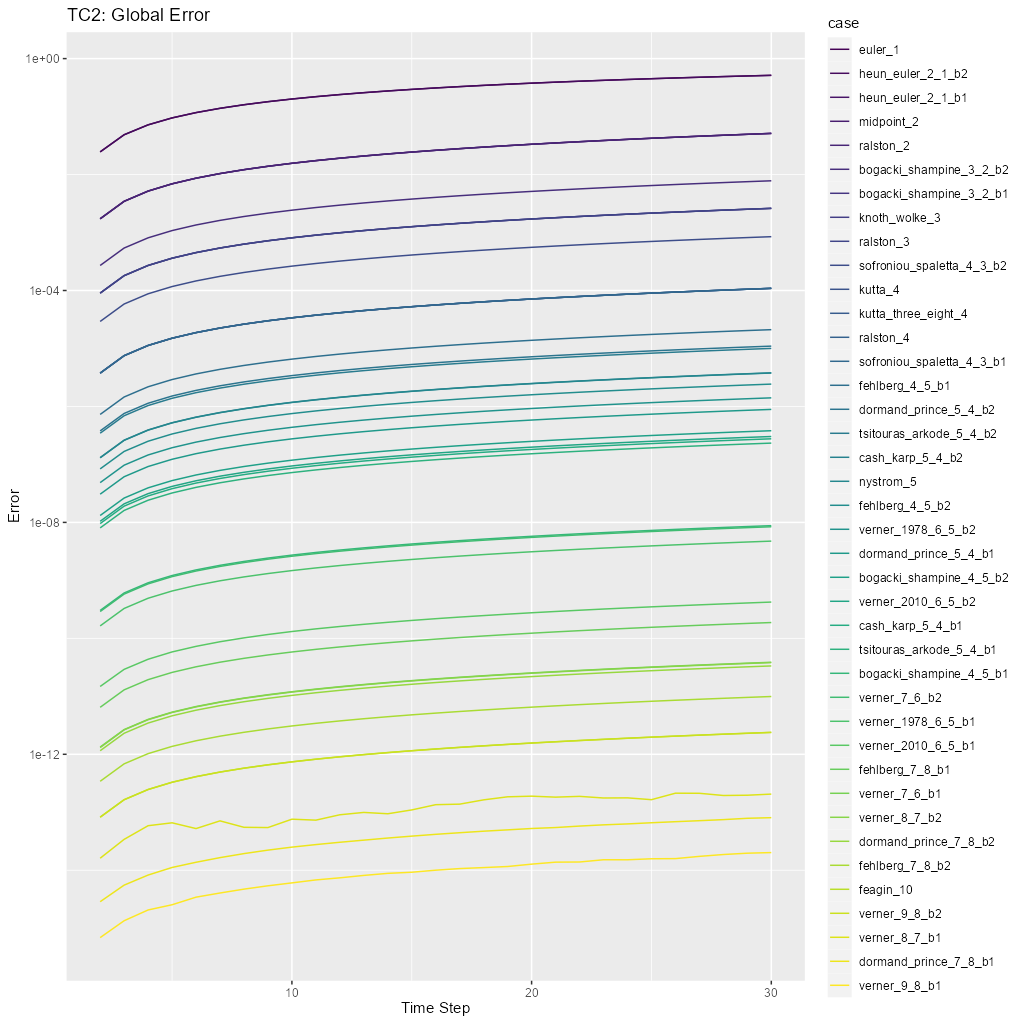 TC2: Global Error
case
1e+00
1e-04
1e-08
1e-12
Error
10
20
30
Time Step
euler_1
heun_euler_2_1_b2
heun_euler_2_1_b1
midpoint_2
ralston_2
bogacki_shampine_3_2_b2
bogacki_shampine_3_2_b1
knoth_wolke_3
ralston_3
sofroniou_spaletta_4_3_b2
kutta_4
kutta_three_eight_4
ralston_4
sofroniou_spaletta_4_3_b1
fehlberg_4_5_b1
dormand_prince_5_4_b2
tsitouras_arkode_5_4_b2
cash_karp_5_4_b2
nystrom_5
fehlberg_4_5_b2
verner_1978_6_5_b2
dormand_prince_5_4_b1
bogacki_shampine_4_5_b2
verner_2010_6_5_b2
cash_karp_5_4_b1
tsitouras_arkode_5_4_b1
bogacki_shampine_4_5_b1
verner_7_6_b2
verner_1978_6_5_b1
verner_2010_6_5_b1
fehlberg_7_8_b1
verner_7_6_b1
verner_8_7_b2
dormand_prince_7_8_b2
fehlberg_7_8_b2
feagin_10
verner_9_8_b2
verner_8_7_b1
dormand_prince_7_8_b1
verner_9_8_b1